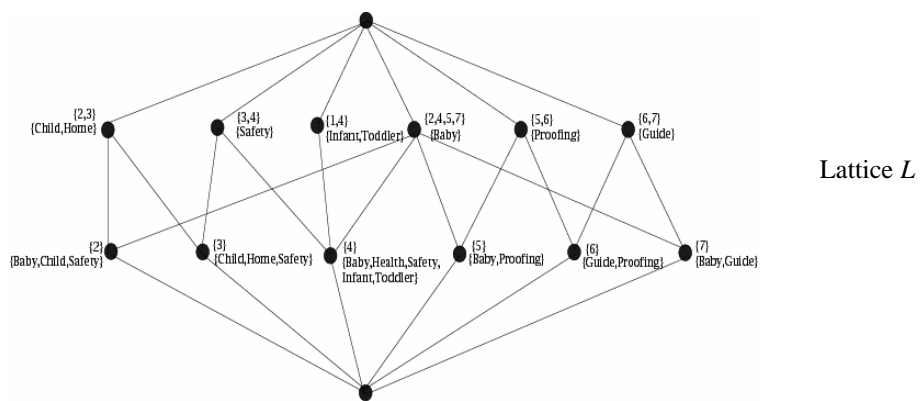 {2,3}
{Child,Home}
{3,4}
{Safety}
{1,4}
{Infant,Toddler}
{2,4,5,7}
{Baby}
{5,6}
{Proofing}
{6,7}
{Guide}
Lattice L
{2}
{Baby,Child,Safety}
{3}
{Child,Home,Safety}
{4}
{Baby,Health,Safety,
Infant,Toddler}
{5}
{Baby,Proofing}
{6}
{Guide,Proofing}
{7}
{Baby,Guide}